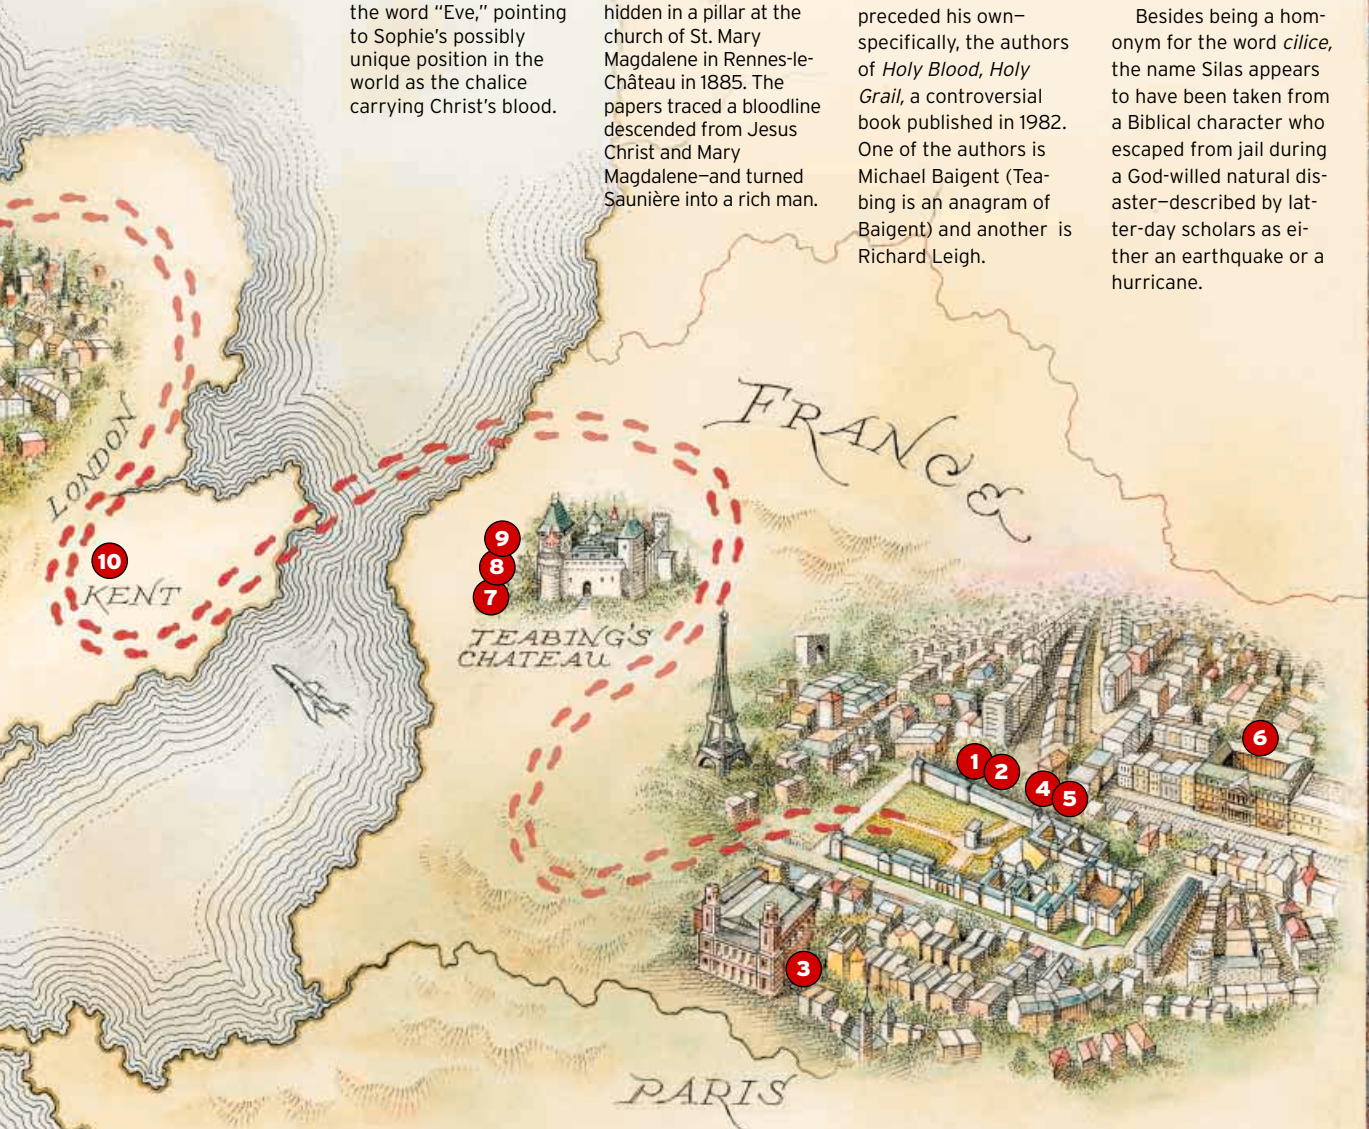 the word “Eve,” pointing
to Sophie’s possibly
unique position in the
world as the chalice
carrying Christ’s blood.
hidden in a pillar at the
church of St. Mary
Magdalene in Rennes-le-
Château in 1885. The
papers traced a bloodline
descended from Jesus
Christ and Mary
Magdalene—and turned
Saunière into a rich man.
preceded his own—
specifically, the authors
of Holy Blood, Holy
Grail, a controversial
book published in 1982.
One of the authors is
Michael Baigent (Tea-
bing is an anagram of
Baigent) and another is
Richard Leigh.
Besides being a hom-
onym for the word cilice,
the name Silas appears
to have been taken from
a Biblical character who
escaped from jail during
a God-willed natural dis-
aster—described by lat-
ter-day scholars as ei-
ther an earthquake or a
hurricane.
FRANCE
LONDON
10
KENT
9
8
7
TEABING'S
CHATEAU
6
1
2
4
5
3
PARIS